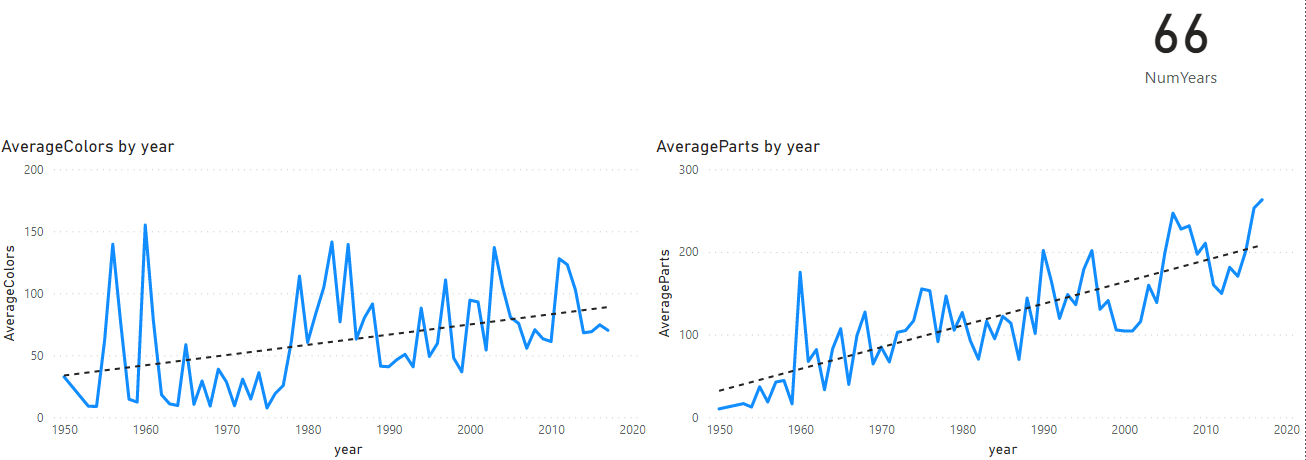 66
NumYears
AverageColors by year
200
150
100
50
0
AverageColors
1950 1960 1970 1980 1990 2000 2010 2020
year
AverageParts by year
300
200
100
0
AverageParts
1950 1960 1970 1980 1990 2000 2010 2020
year